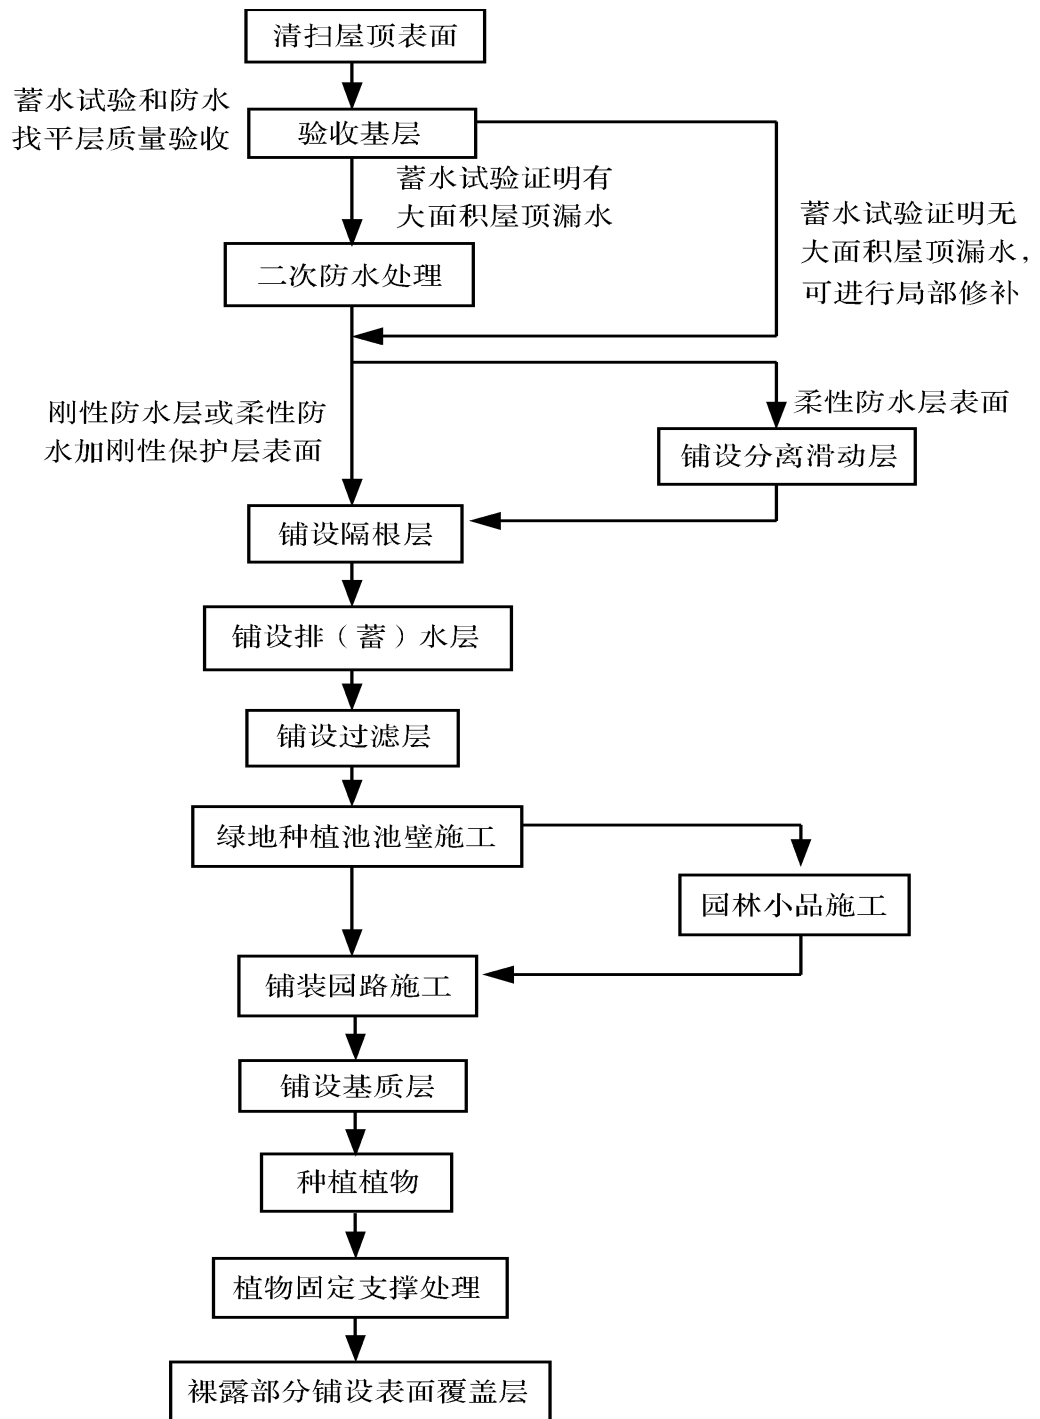 清扫屋顶表面
蓄水试验和防水
找平层质量验收
验收基层
蓄水试验证明有
大面积屋顶漏水
蓄水试验证明无
大面积屋顶漏水，
可进行局部修补
二次防水处理
刚性防水层或柔性防
水加刚性保护层表面
柔性防水层表面
铺设分离滑动层
铺设隔根层
铺设排（蓄）水层
铺设过滤层
绿地种植池池壁施工
园林小品施工
铺装园路施工
铺设基质层
种植植物
植物固定支撑处理
裸露部分铺设表面覆盖层